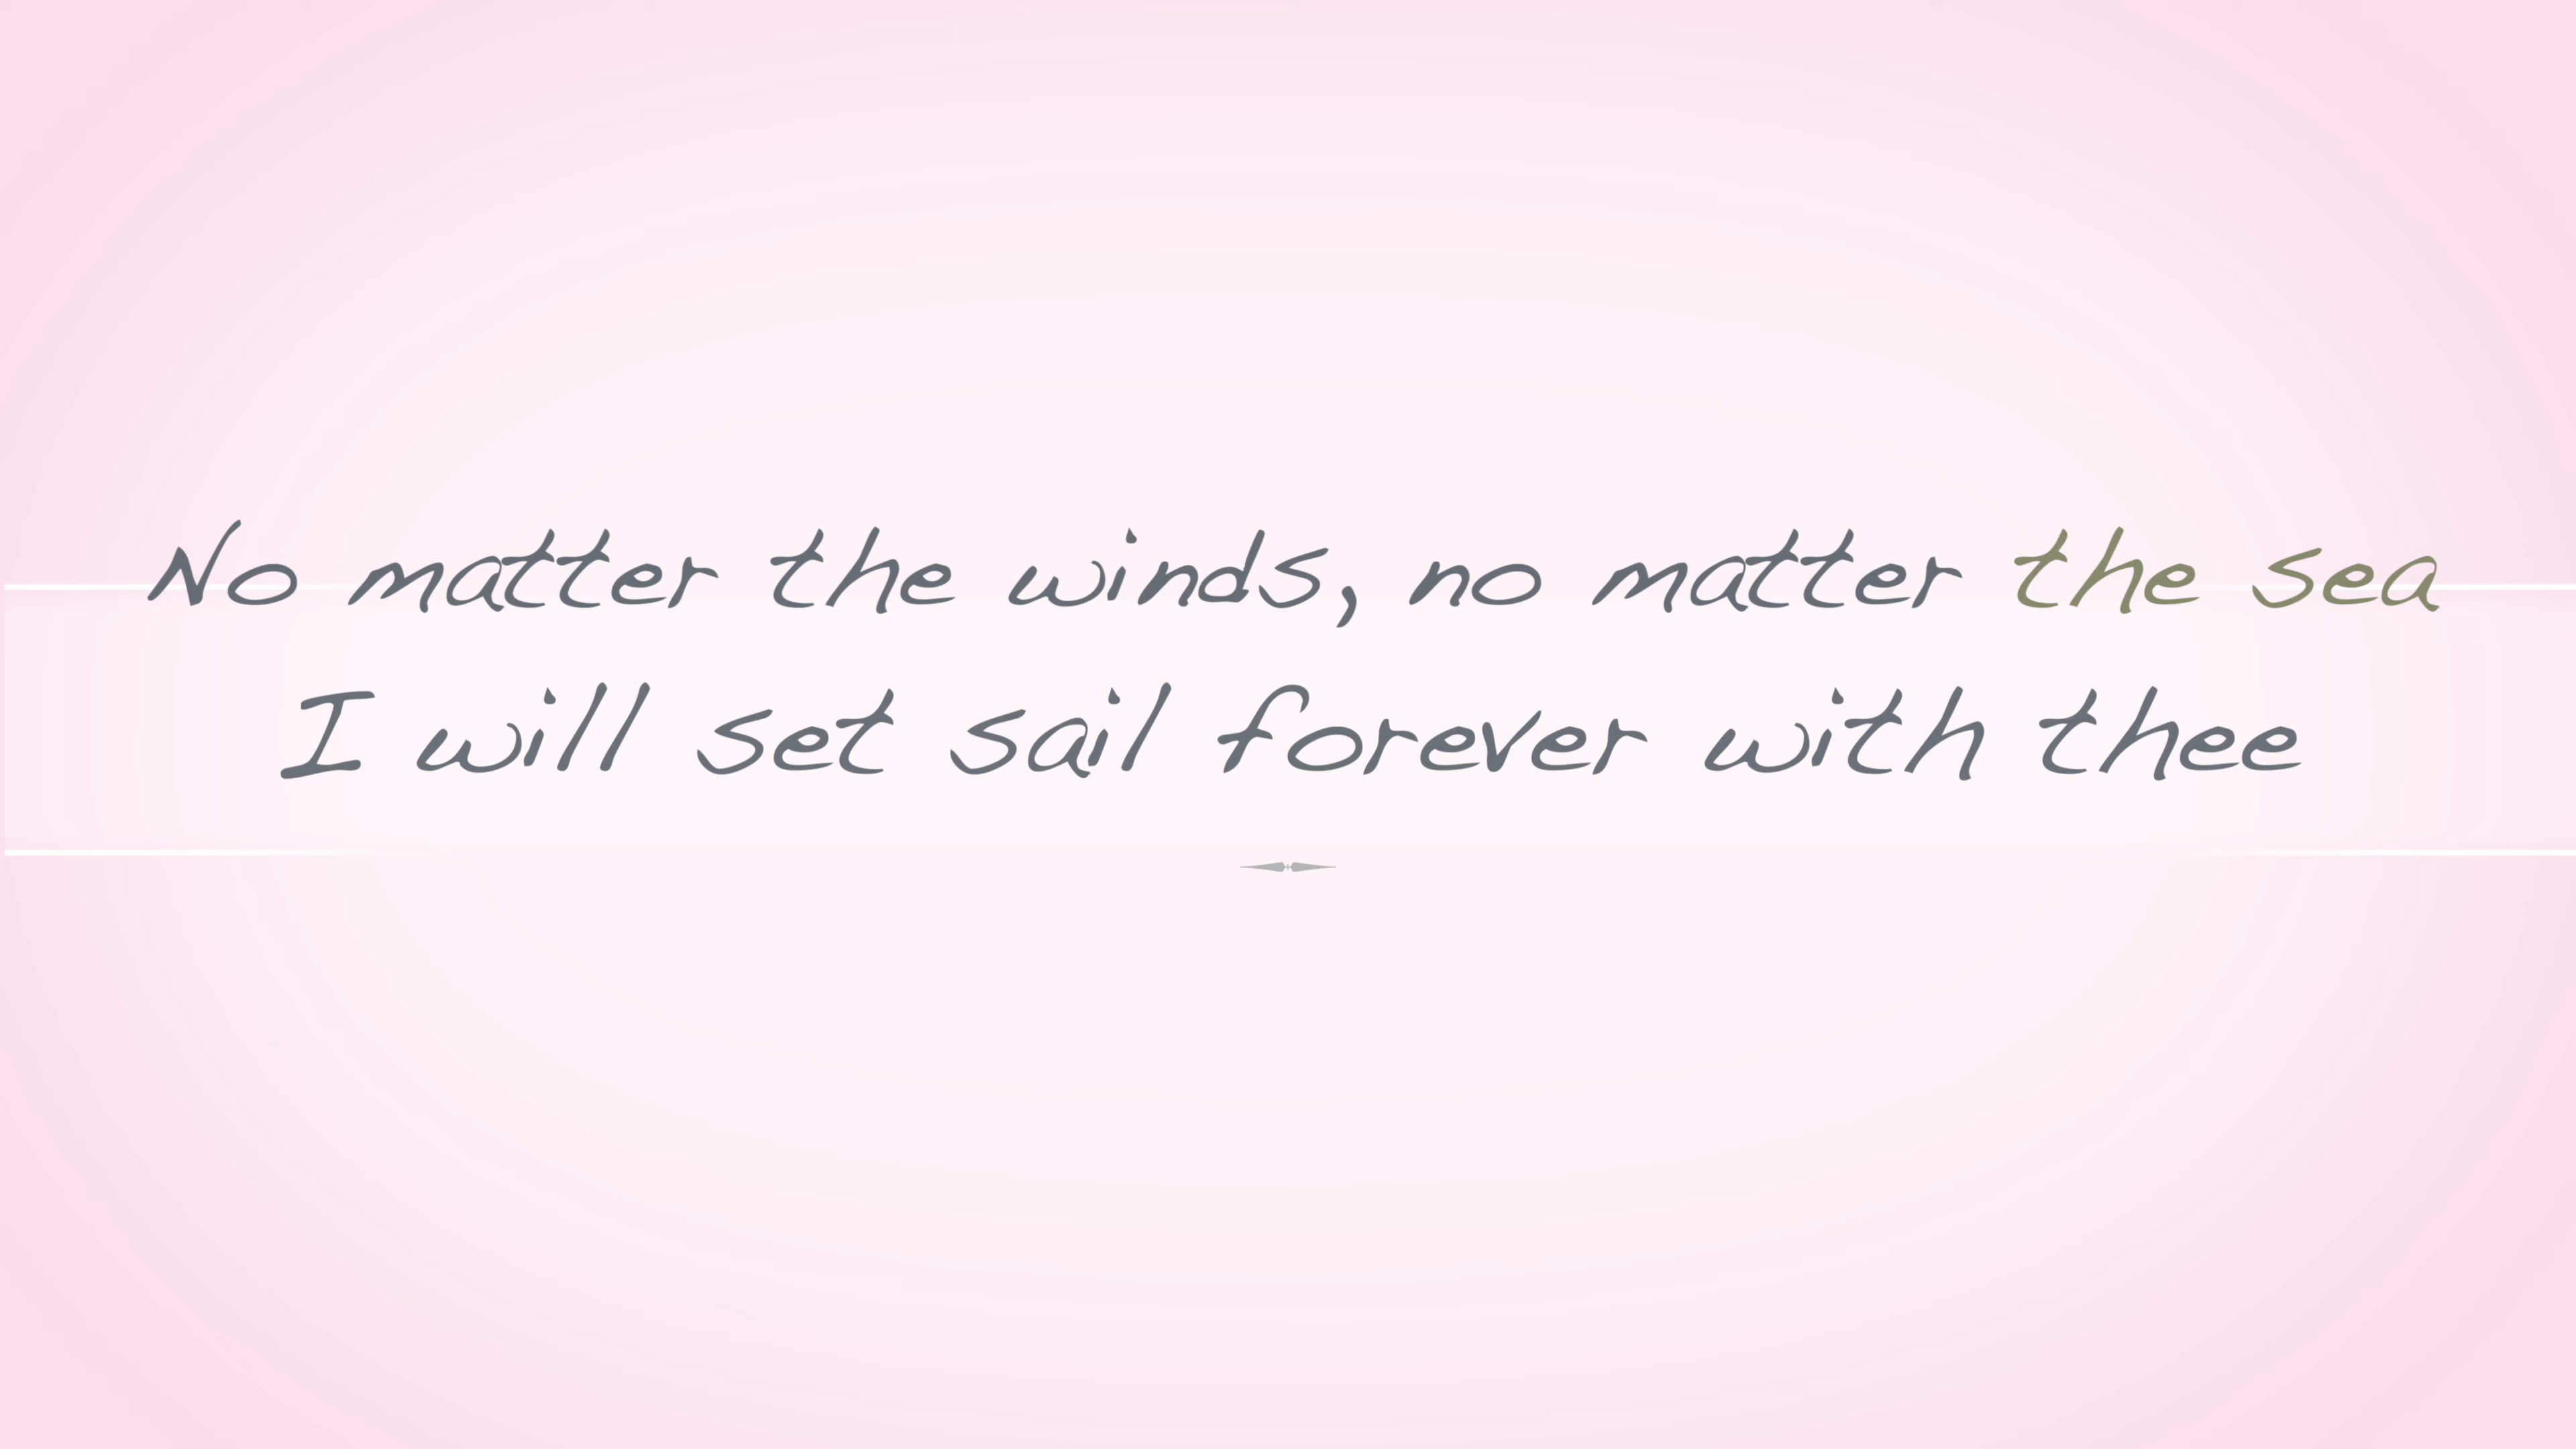 No matter the winds, no matter the sea
I will set sail forever with thee